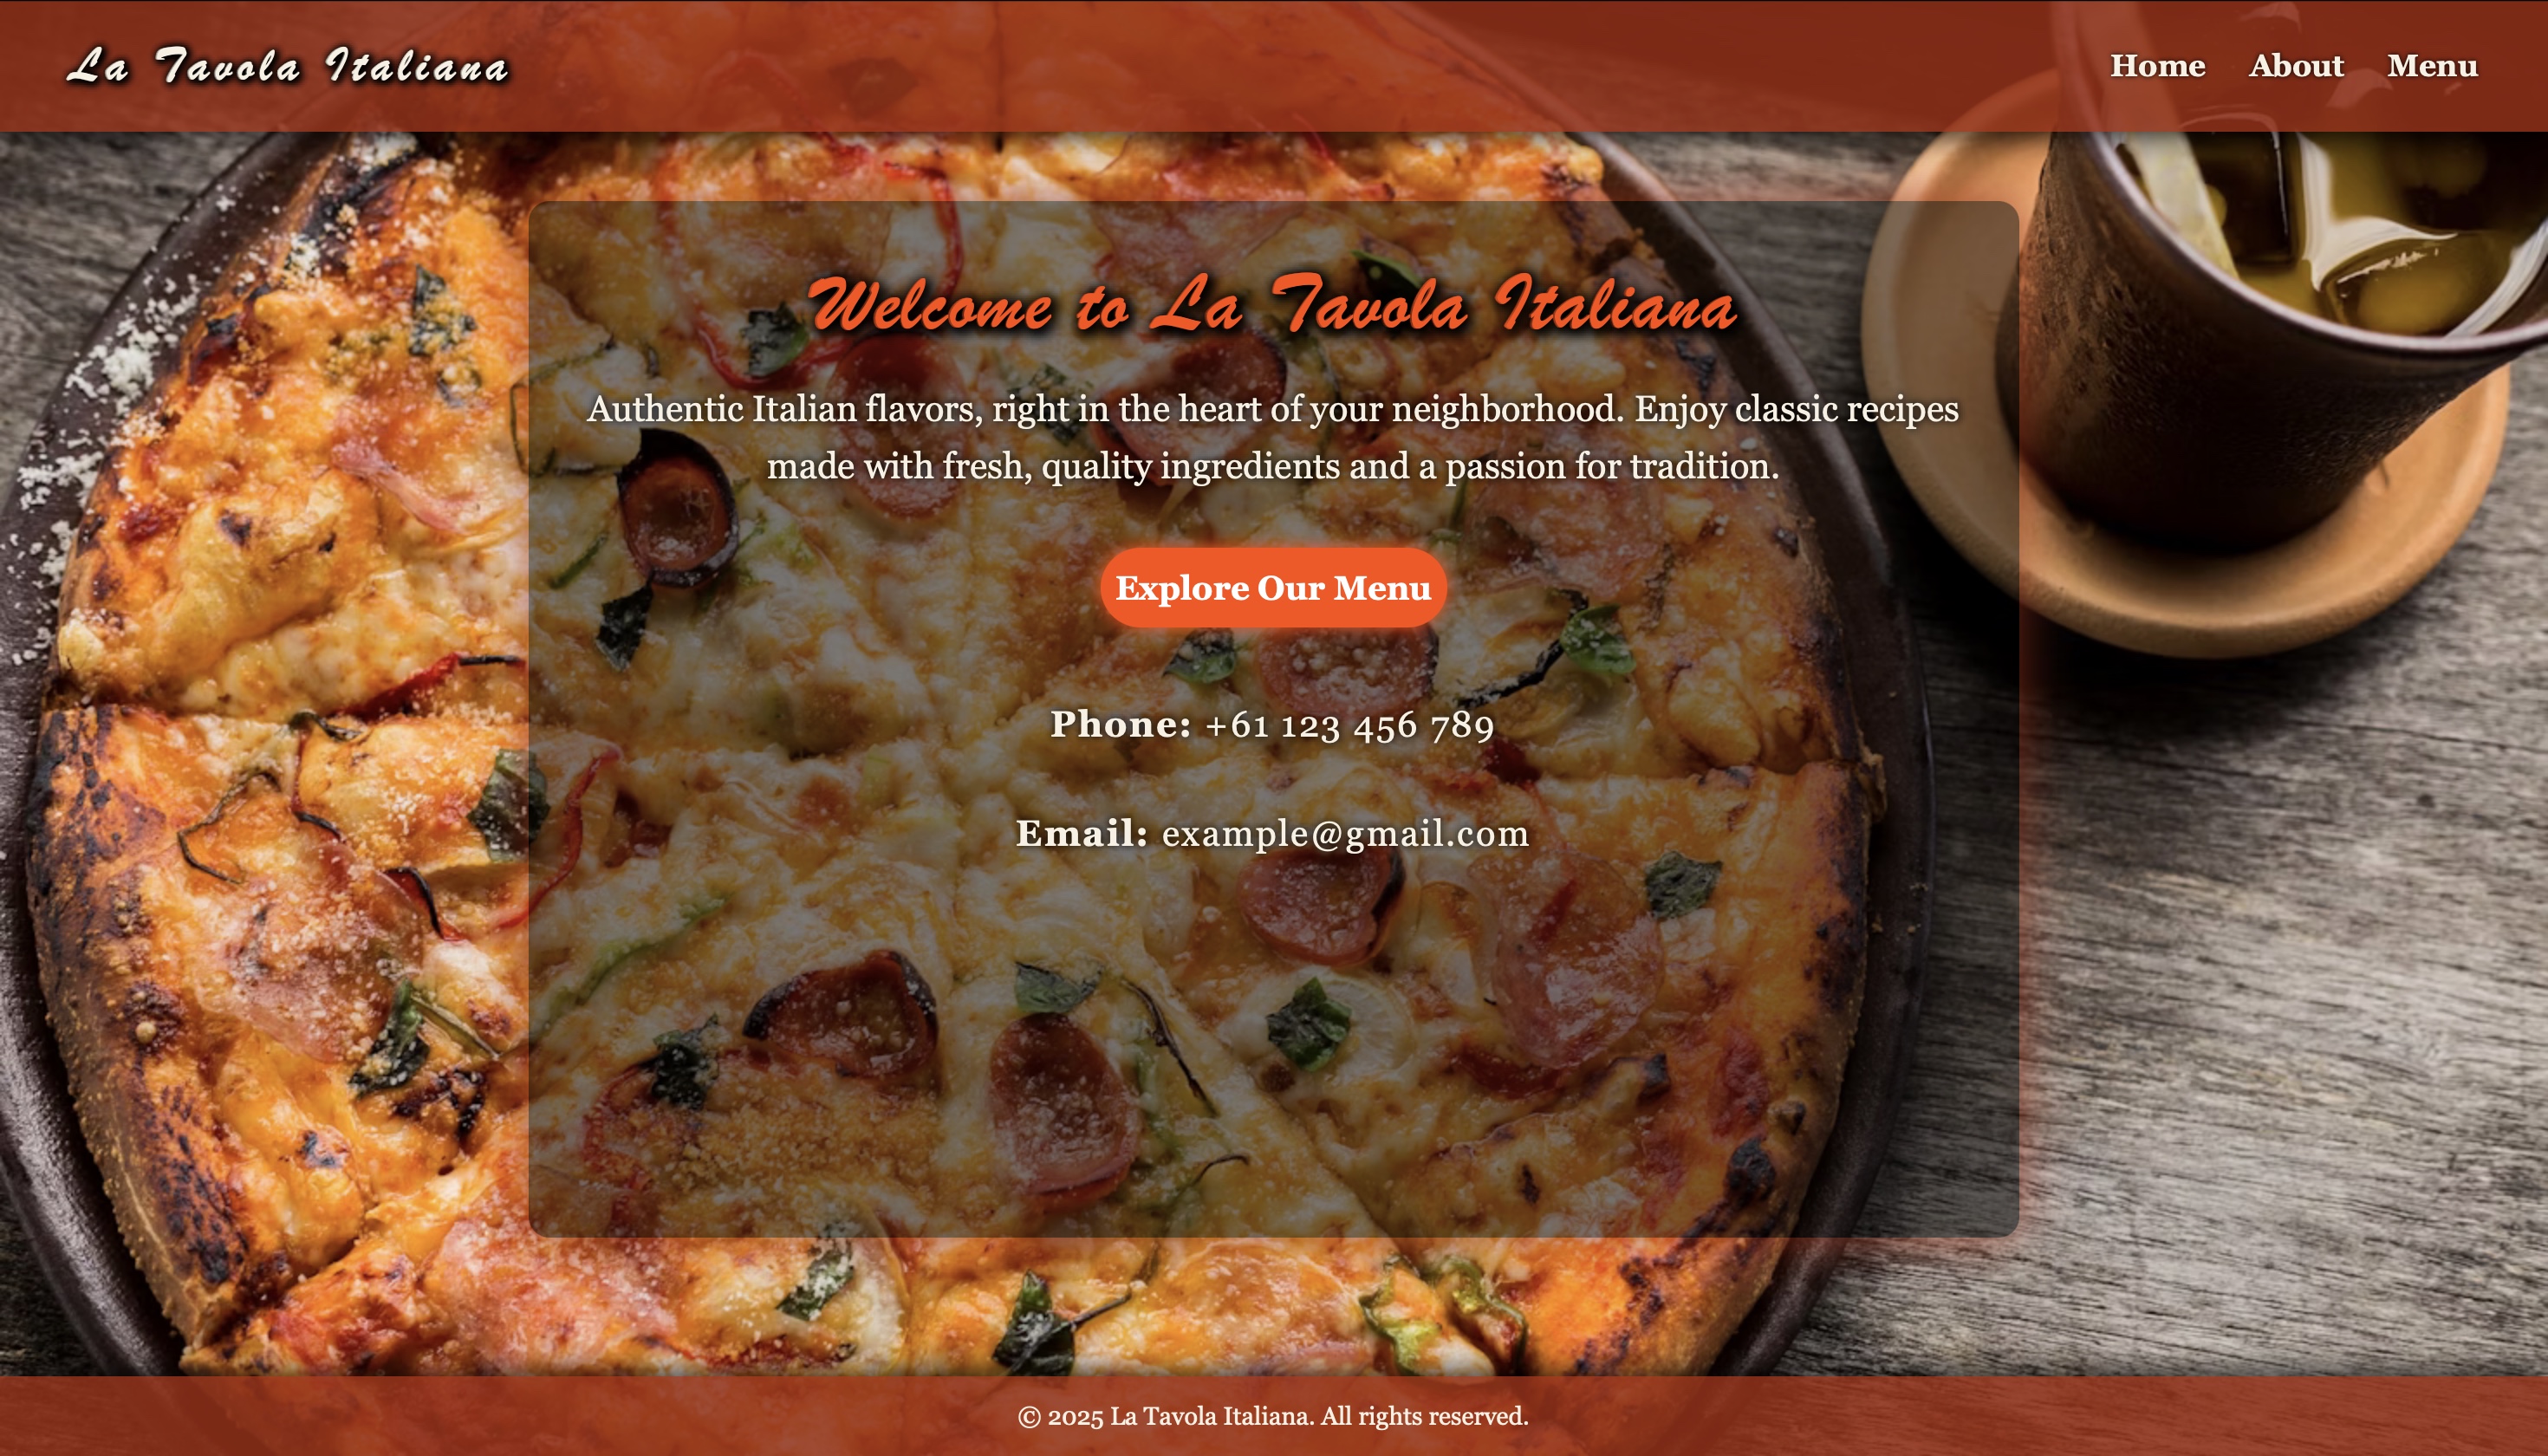 La Tavola Italiana
Home About Menu
Welcome to La Tavola Italiana
Authentic Italian flavors, right in the heart of your neighborhood. Enjoy classic recipes
made with fresh, quality ingredients and a passion for tradition.
Explore Our Menu
Phone: +61 123 456 789
Email: example@gmail.com
© 2025 La Tavola Italiana. All rights reserved.